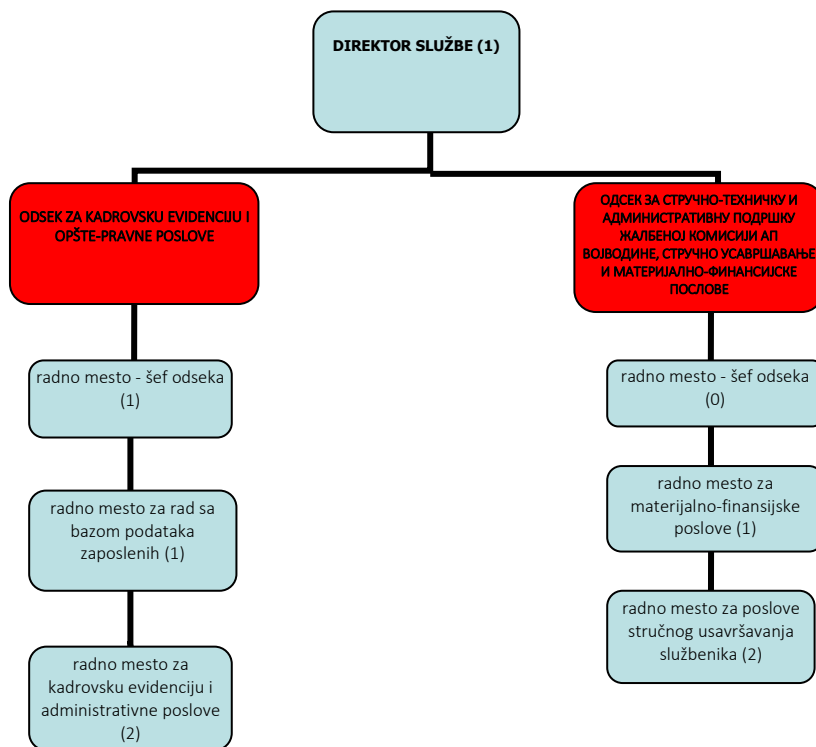 DIREKTOR SLUŽBE (1)
ODSEK ZA KADROVSKU EVIDENCIJU I
OPŠTE-PRAVNE POSLOVE
radno mesto - šef odseka
(1)
radno mesto za rad sa
bazom podataka
zaposlenih (1)
radno mesto za
kadrovsku evidenciju i
administrativne poslove
(2)
ОДСЕК ЗА СТРУЧНО-ТЕХНИЧКУ И
АДМИНИСТРАТИВНУ ПОДРШКУ
ЖАЛБЕНОЈ КОМИСИЈИ АП
ВОЈВОДИНЕ, СТРУЧНО УСАВРШАВАЊЕ
И МАТЕРИЈАЛНО-ФИНАНСИЈСКЕ
ПОСЛОВЕ
radno mesto - šef odseka
(0)
radno mesto za
materijalno-finansijske
poslove (1)
radno mesto za poslove
stručnog usavršavanja
službenika (2)